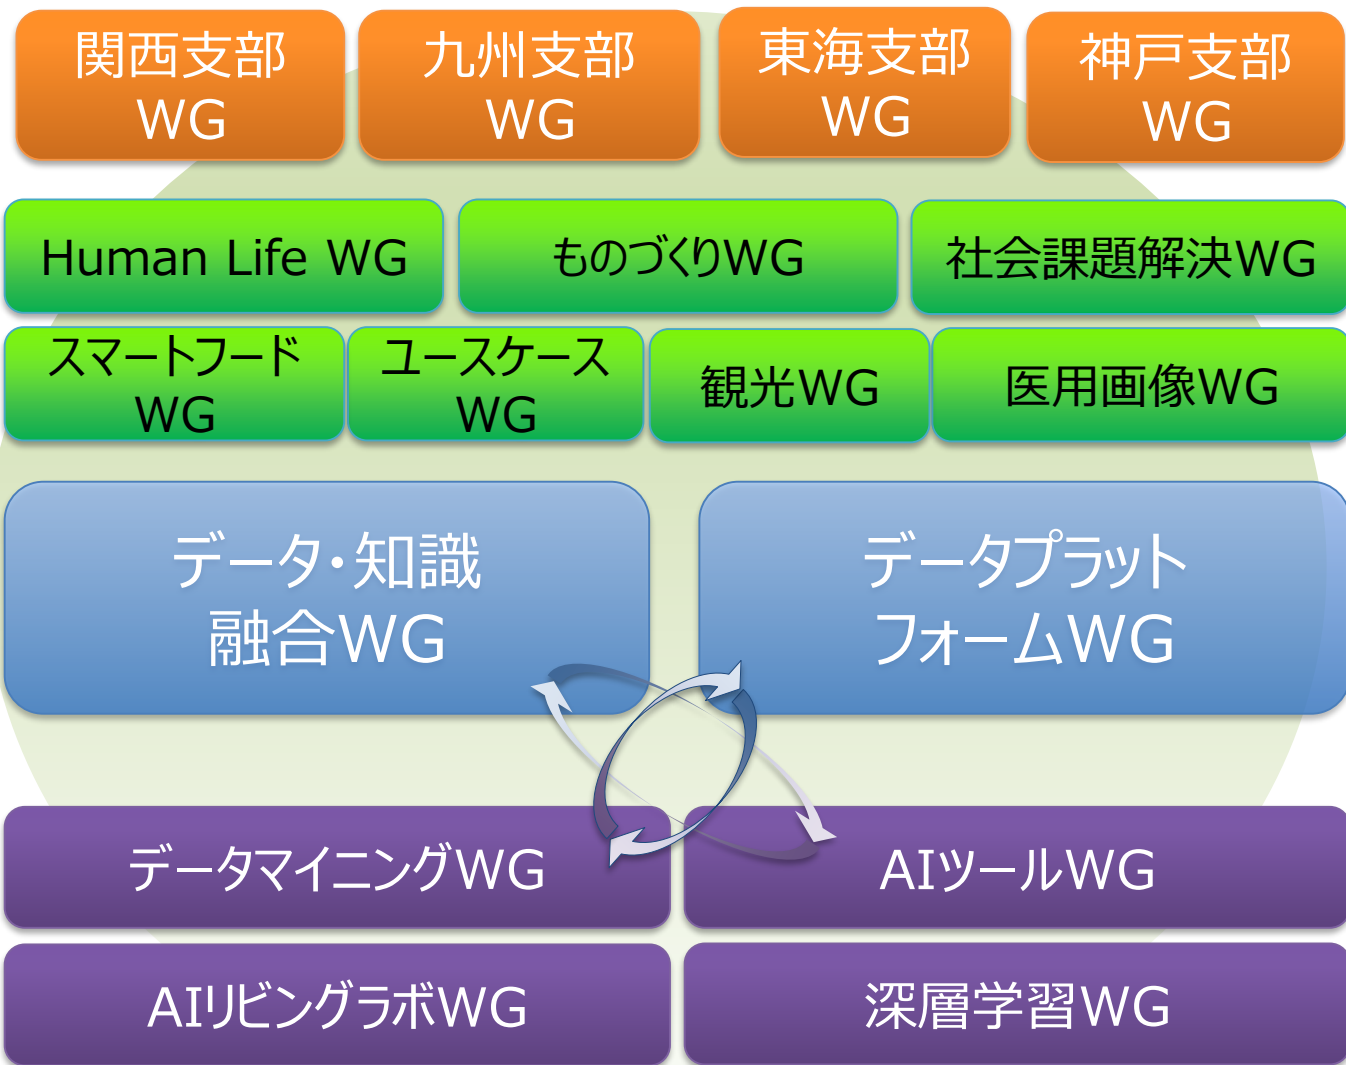 関西支部
WG
九州支部
WG
東海支部
WG
神戸支部
WG
Human Life WG
ものづくりWG
社会課題解決WG
スマートフード
WG
ユースケース
WG
観光WG
医用画像WG
データ・知識
融合WG
データプラット
フォームWG
データマイニングWG
AIツールWG
AIリビングラボWG
深層学習WG